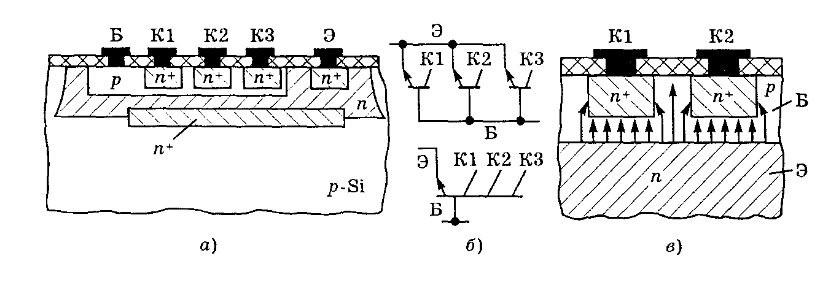 Б К1 К2 К3 Э
p n+ n+ n+ n+
n
n+
p-Si
а)
Э
К1 К2 К3
Б
Э К1 К2 К3
Б
б)
К1 К2
n+ n+ p
Б
n
Э
в)